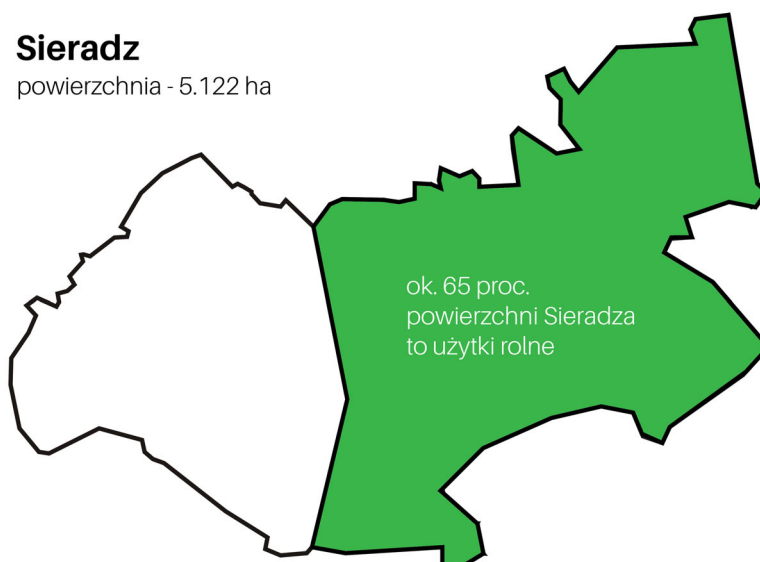 Sieradz
powierzchnia - 5.122 ha
ok. 65 proc.
powierzchni Sieradza
to użytki rolne